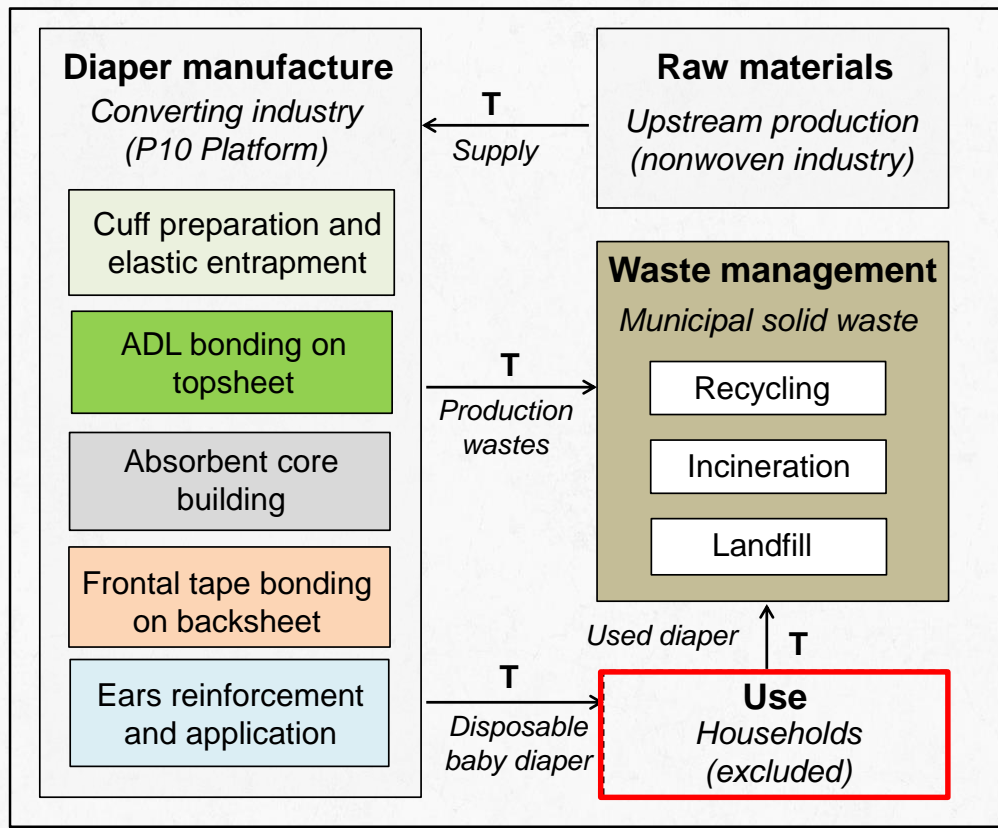 Diaper manufacture
Converting industry
(P10 Platform)
Cuff preparation and
elastic entrapment
ADL bonding on
topsheet
Absorbent core
building
Frontal tape bonding
on backsheet
Ears reinforcement
and application
T
Supply
Raw materials
Upstream production
(nonwoven industry)
T
Production
wastes
Waste management
Municipal solid waste
Recycling
Incineration
Landfill
Used diaper
T
T
Disposable
baby diaper
Use
Households
(excluded)